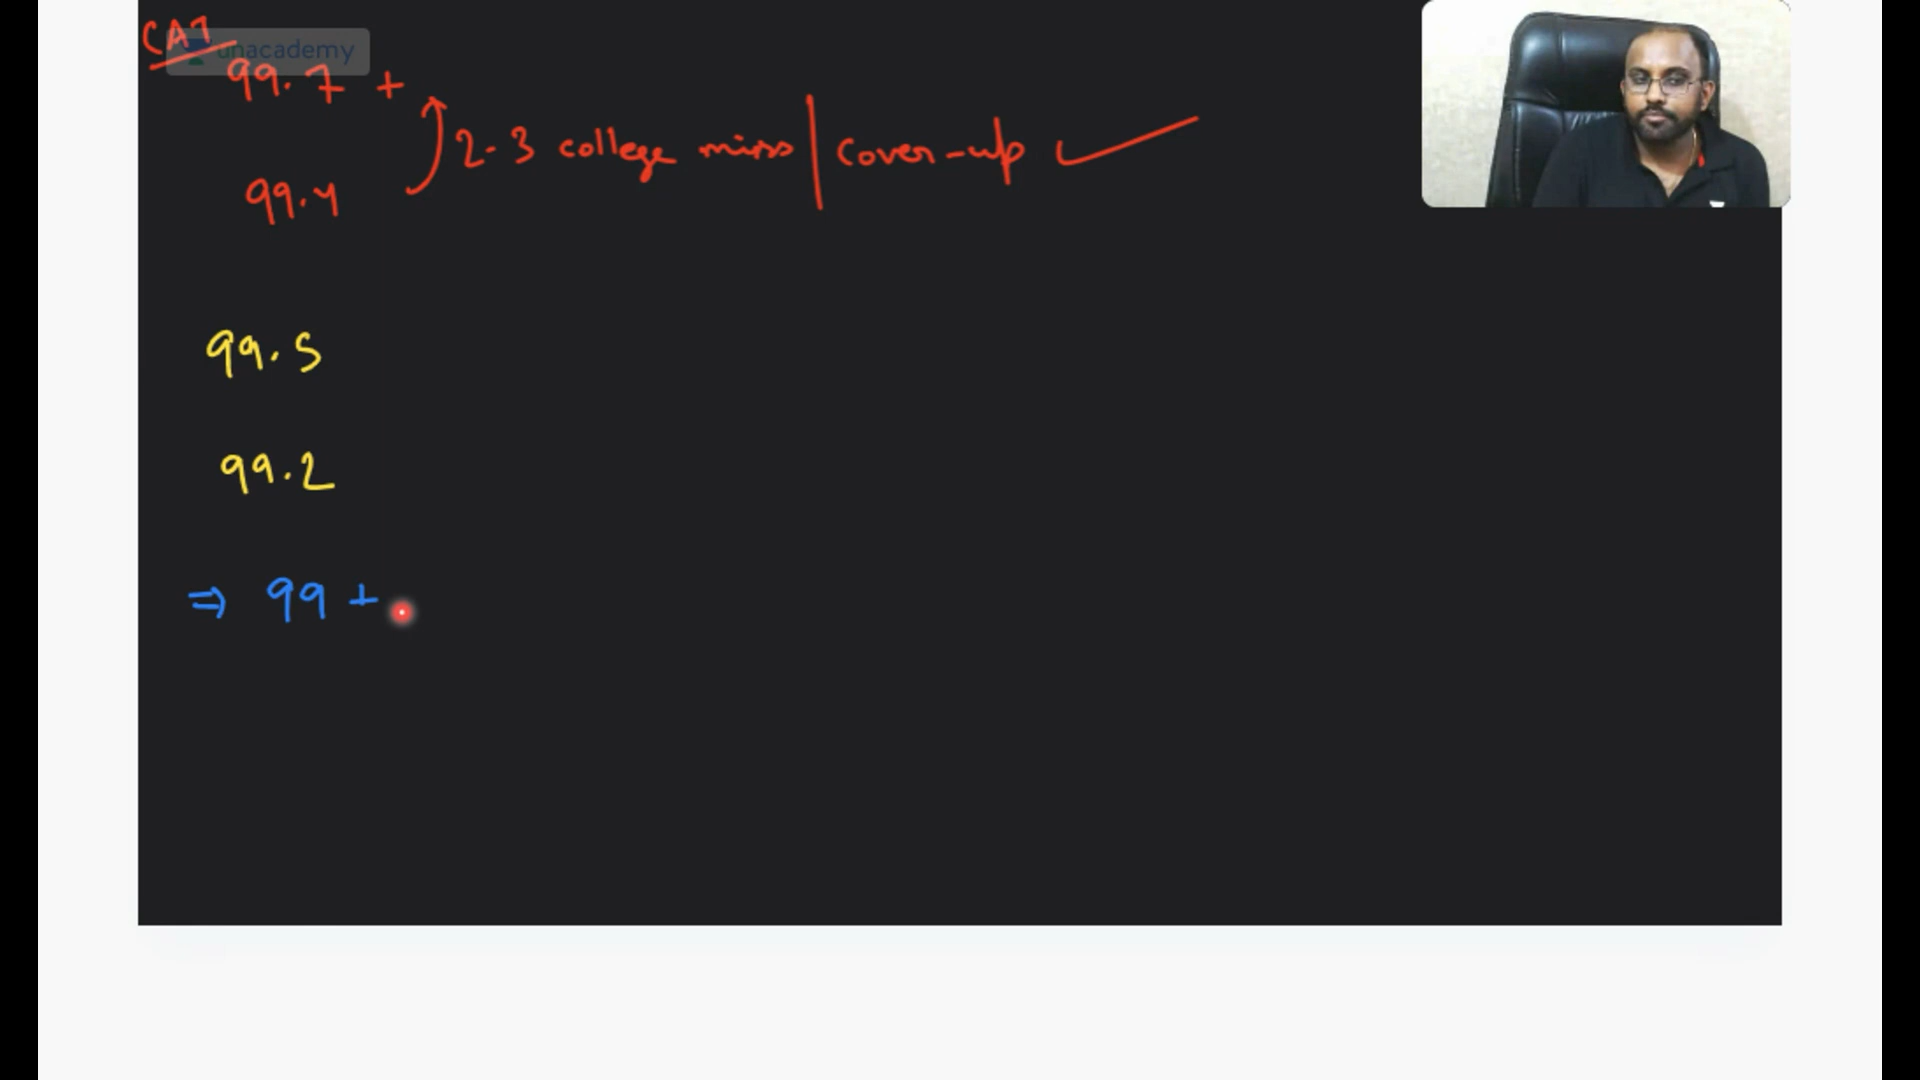 CAT
unacademy
99.7 +
2-3 college miss | cover-up ✓
99.4
99.5
99.2
⇒ 99 +